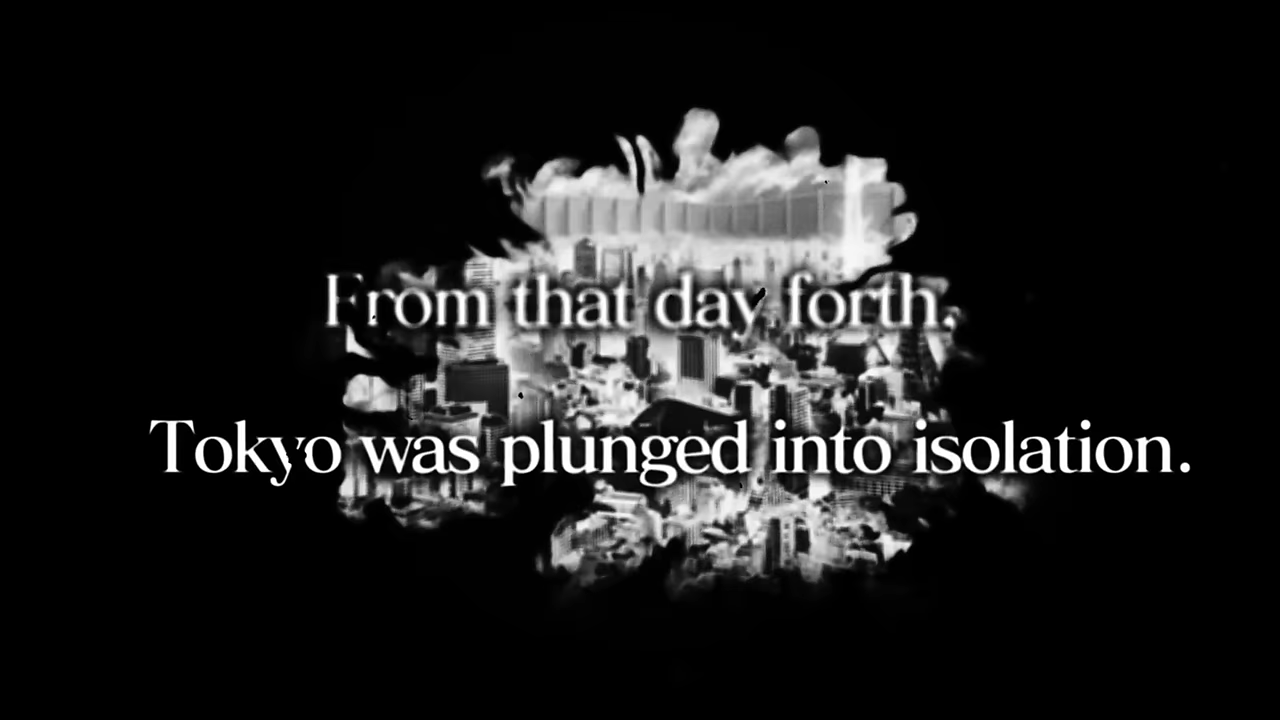 From that day forth,
Tokyo was plunged into isolation.